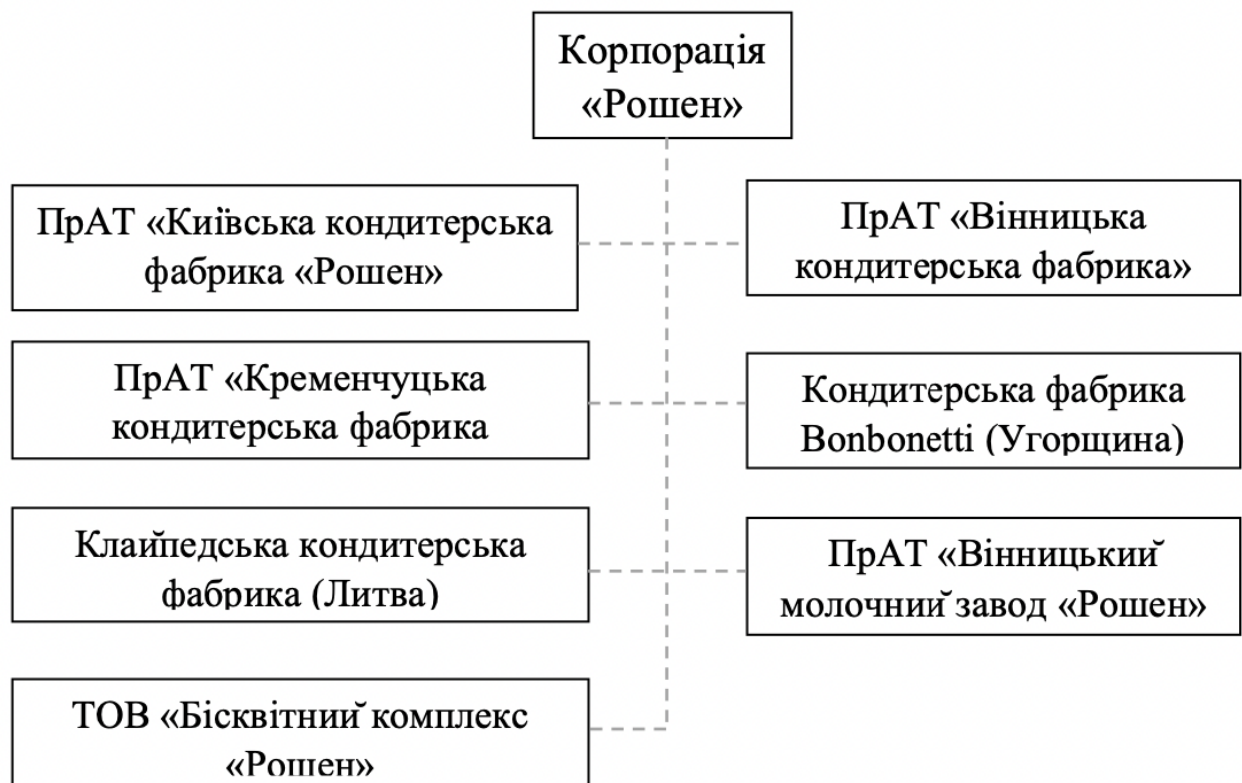 Корпорація
«Рошен»
ПрАТ «Київська кондитерська
фабрика «Рошен»
ПрАТ «Вінницька
кондитерська фабрика»
ПрАТ «Кременчуцька
кондитерська фабрика
Кондитерська фабрика
Bonbonetti (Угорщина)
Клайпедська кондитерська
фабрика (Литва)
ПрАТ «Вінницький
молочний завод «Рошен»
ТОВ «Бісквітний комплекс
«Рошен»